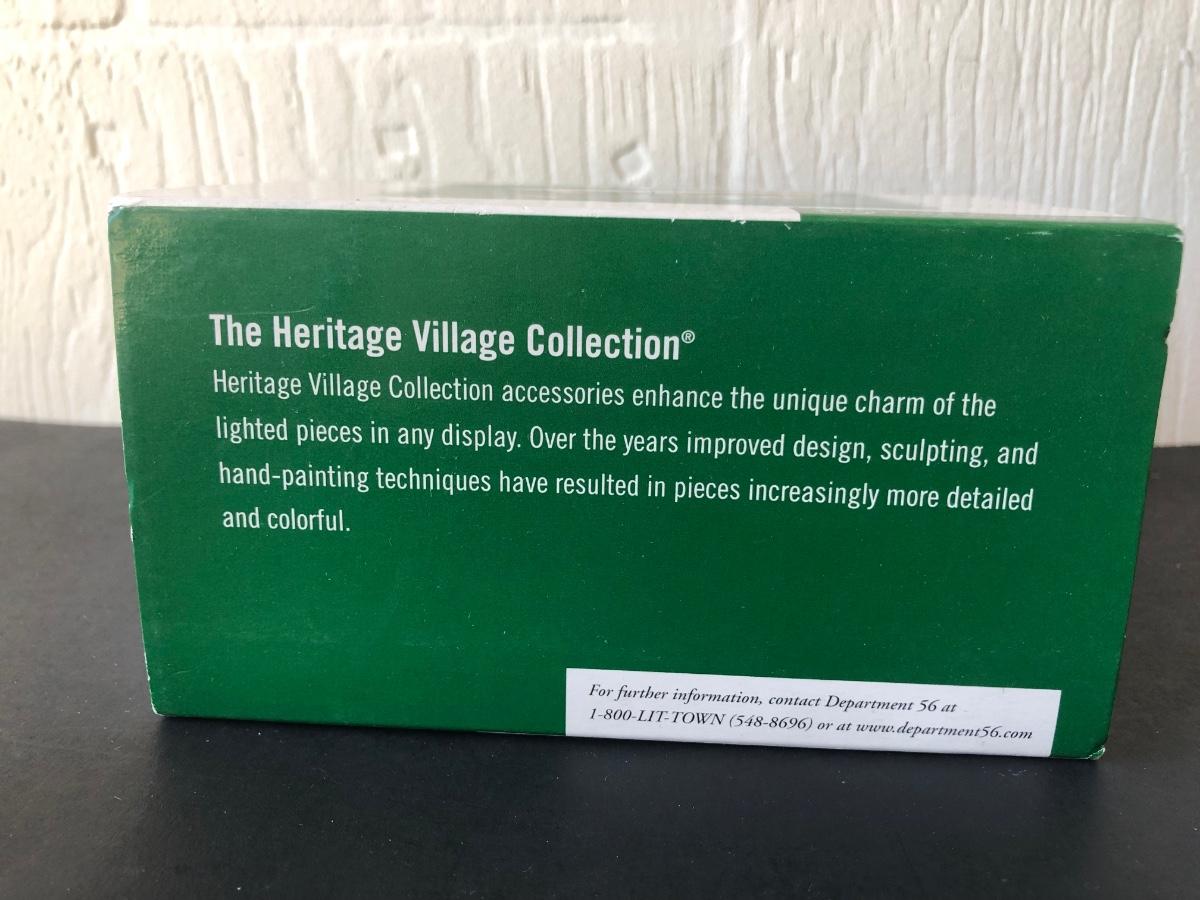 The Heritage Village Collection®
Heritage Village Collection accessories enhance the unique charm of the
lighted pieces in any display. Over the years improved design, sculpting, and
hand-painting techniques have resulted in pieces increasingly more detailed
and colorful.
For further information, contact Department 56 at
1-800-LIT-TOWN (548-8696) or at www.department56.com